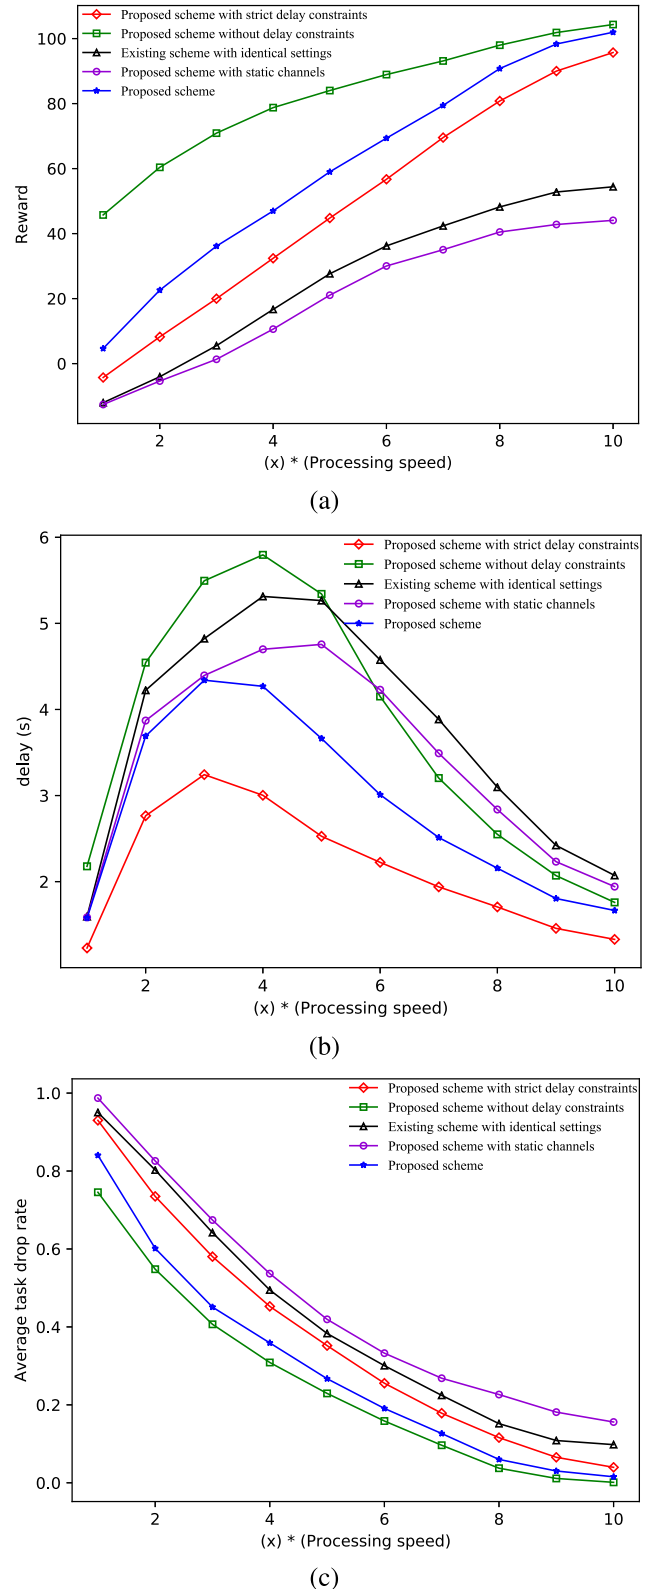 Proposed scheme with strict delay constraints
Proposed scheme without delay constraints
Existing scheme with identical settings
Proposed scheme with static channels
Proposed scheme
100
80
60
40
20
0
Reward
2 4 6 8 10
(x) * (Processing speed)
(a)
6
5
4
3
2
delay (s)
Proposed scheme with strict delay constraints
Proposed scheme without delay constraints
Existing scheme with identical settings
Proposed scheme with static channels
Proposed scheme
2 4 6 8 10
(x) * (Processing speed)
(b)
1.0
0.8
0.6
0.4
0.2
0.0
Average task drop rate
Proposed scheme with strict delay constraints
Proposed scheme without delay constraints
Existing scheme with identical settings
Proposed scheme with static channels
Proposed scheme
2 4 6 8 10
(x) * (Processing speed)
(c)